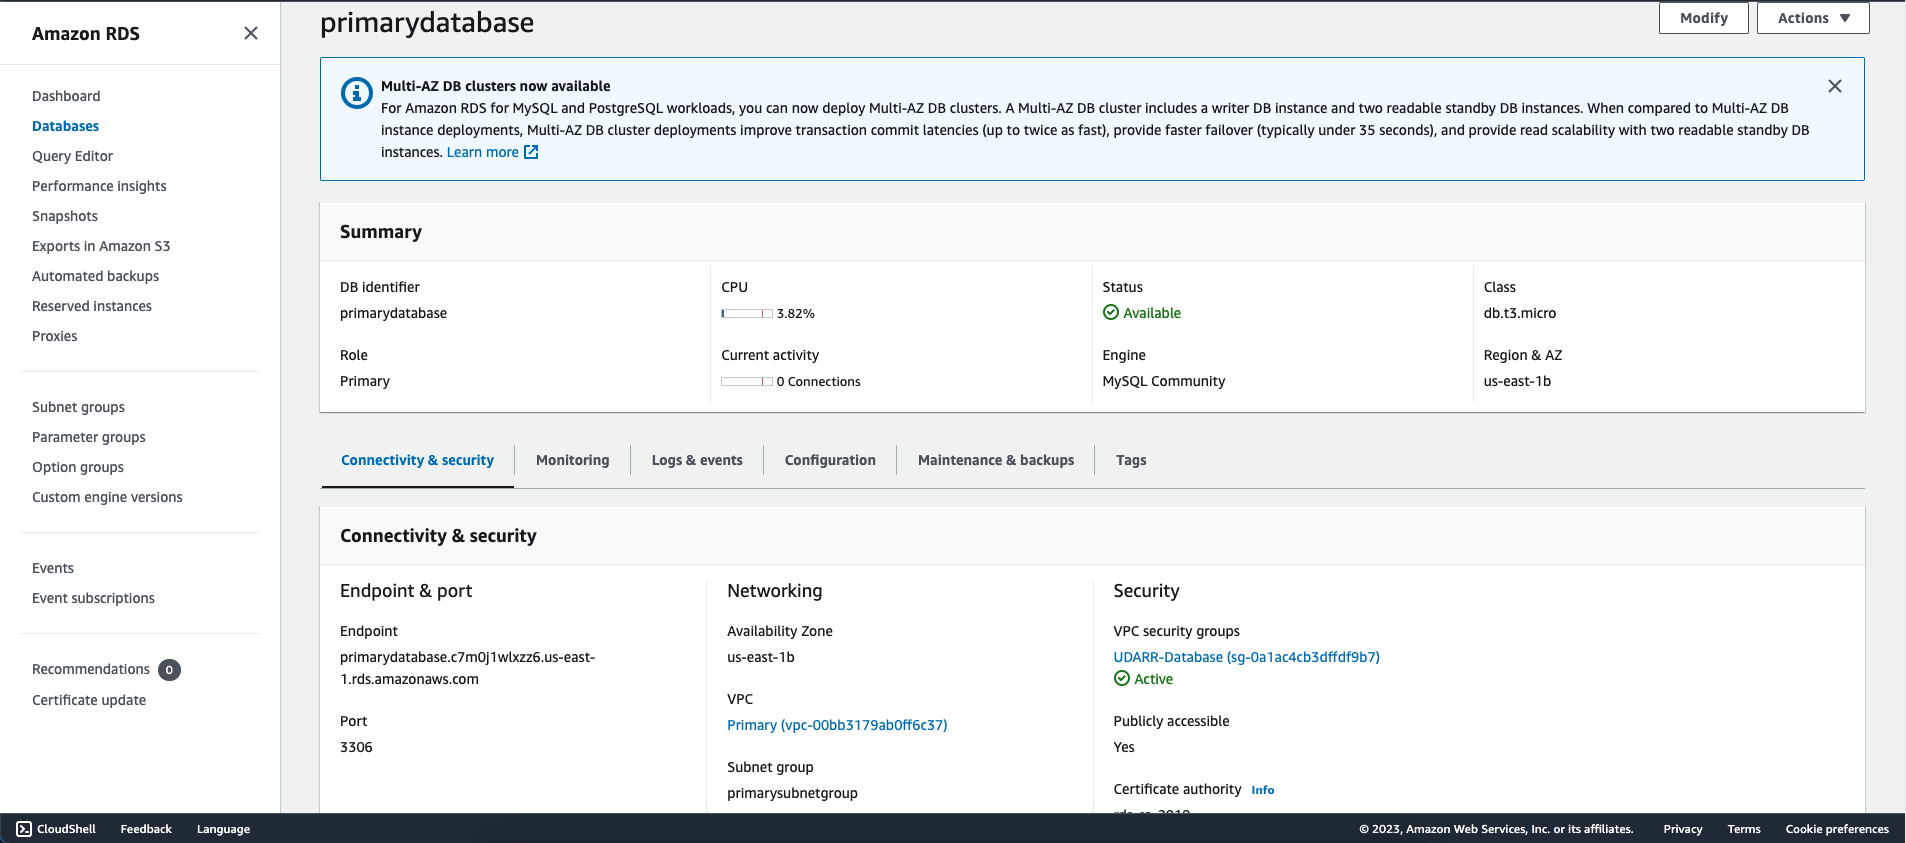 Amazon RDS
Dashboard
Databases
Query Editor
Performance insights
Snapshots
Exports in Amazon S3
Automated backups
Reserved instances
Proxies
Subnet groups
Parameter groups
Option groups
Custom engine versions
Events
Event subscriptions
Recommendations 0
Certificate update
primarydatabase
Modify
Actions
Multi-AZ DB clusters now available
For Amazon RDS for MySQL and PostgreSQL workloads, you can now deploy Multi-AZ DB clusters. A Multi-AZ DB cluster includes a writer DB instance and two readable standby DB instances. When compared to Multi-AZ DB
instance deployments, Multi-AZ DB cluster deployments improve transaction commit latencies (up to twice as fast), provide faster failover (typically under 35 seconds), and provide read scalability with two readable standby DB
instances. Learn more
Summary
DB identifier
primarydatabase
Role
Primary
CPU
3.82%
Current activity
0 Connections
Status
Available
Engine
MySQL Community
Class
db.t3.micro
Region & AZ
us-east-1b
Connectivity & security
Monitoring
Logs & events
Configuration
Maintenance & backups
Tags
Connectivity & security
Endpoint & port
Endpoint
primarydatabase.c7m0j1wlxzz6.us-east-
1.rds.amazonaws.com
Port
3306
Networking
Availability Zone
us-east-1b
VPC
Primary (vpc-00bb3179ab0ff6c37)
Subnet group
primarysubnetgroup
Security
VPC security groups
UDARR-Database (sg-0a1ac4cb3dffdf9b7)
Active
Publicly accessible
Yes
Certificate authority Info
CloudShell
Feedback
Language
© 2023, Amazon Web Services, Inc. or its affiliates.
Privacy
Terms
Cookie preferences